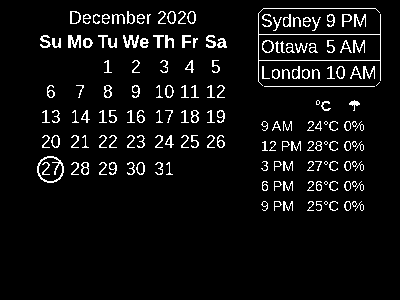 December 2020
Su Mo Tu We Th Fr Sa
1 2 3 4 5
6 7 8 9 10 11 12
13 14 15 16 17 18 19
20 21 22 23 24 25 26
27 28 29 30 31
Sydney 9 PM
Ottawa 5 AM
London 10 AM
°C ☂
9 AM 24°C 0%
12 PM 28°C 0%
3 PM 27°C 0%
6 PM 26°C 0%
9 PM 25°C 0%